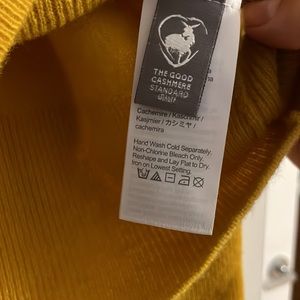 THE GOOD
CASHMERE
STANDARD
Cachemire / Kaschmir /
Kasjmier / カシミヤ /
cachemira
Hand Wash Cold Separately.
Non-Chlorine Bleach Only.
Reshape and Lay Flat to Dry.
Iron on Lowest Setting.